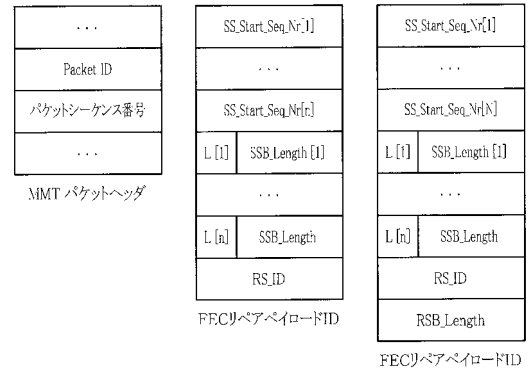 . . .
Packet ID
パケットシーケンス番号
. . .
MMT パケットヘッダ
SS_Start_Seq_Nr[1]
. . .
SS_Start_Seq_Nr[n]
L [1] SSB_Length [1]
. . .
L [n] SSB_Length
RS_ID
FECリペアペイロードID
SS_Start_Seq_Nr[1]
. . .
SS_Start_Seq_Nr[N]
L [1] SSB_Length [1]
. . .
L [n] SSB_Length
RS_ID
RSB_Length
FECリペアペイロードID